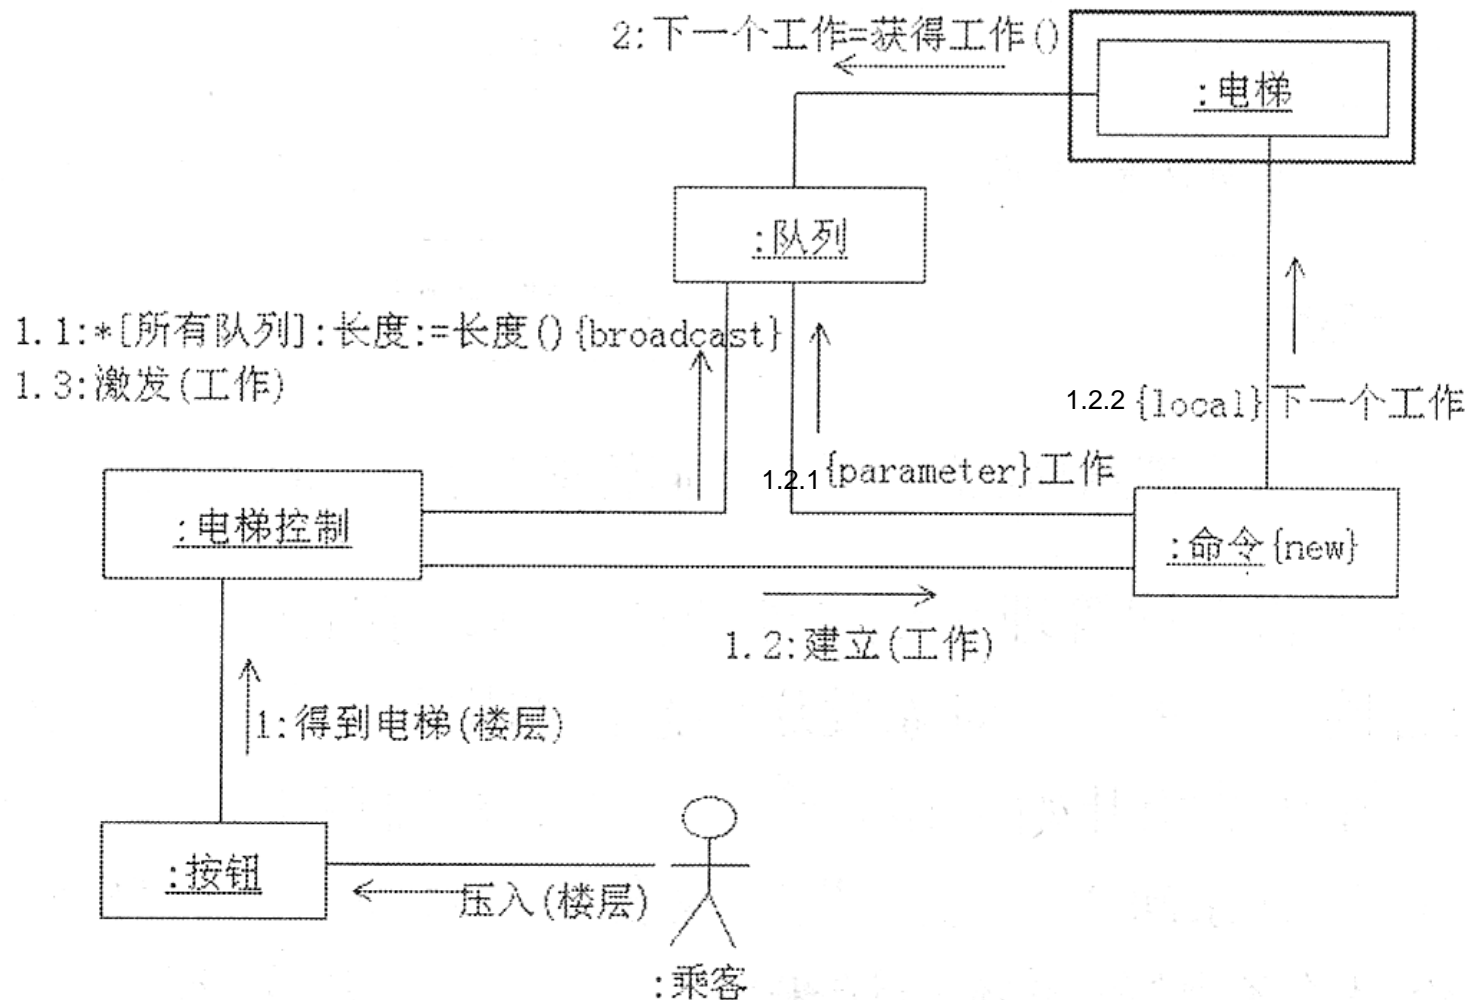 2:下一个工作=获得工作()
:电梯
:队列
1.1:*[所有队列]:长度:=长度(){broadcast}
1.3:激发(工作)
1.2.2 {local}下一个工作
1.2.1 {parameter}工作
:电梯控制
:命令{new}
1.2:建立(工作)
1:得到电梯(楼层)
:按钮
压入(楼层)
:乘客